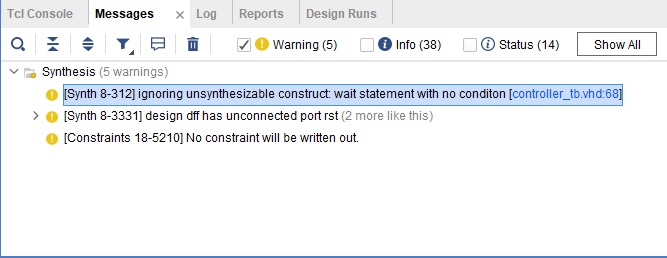 Tcl Console Messages × Log Reports Design Runs
Warning (5) Info (38) Status (14) Show All
Synthesis (5 warnings)
[Synth 8-312] ignoring unsynthesizable construct: wait statement with no conditon [controller_tb.vhd:68]
[Synth 8-3331] design dff has unconnected port rst (2 more like this)
[Constraints 18-5210] No constraint will be written out.